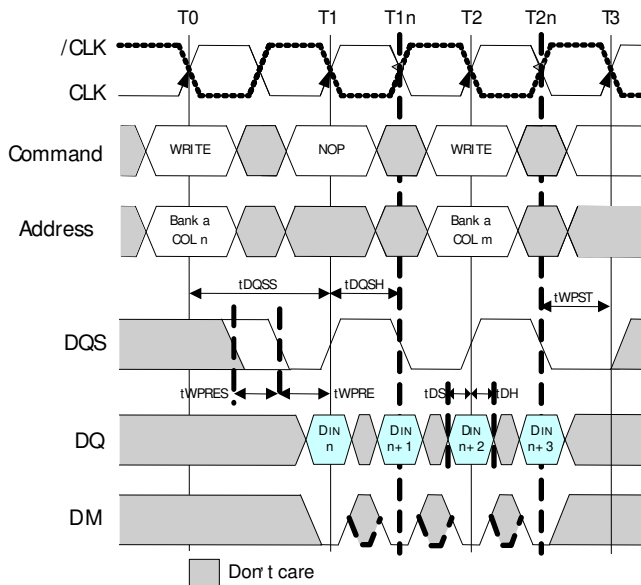 T0 T1 T1n T2 T2n T3
/CLK
CLK
Command
WRITE NOP WRITE
Address
Bank a
COL n
Bank a
COL m
tDQSS tDQSH tWPST
DQS
tWPRES tWPRE tDS tDH
DQ
DIN
n
DIN
n+1
DIN
n+2
DIN
n+3
DM
Don't care